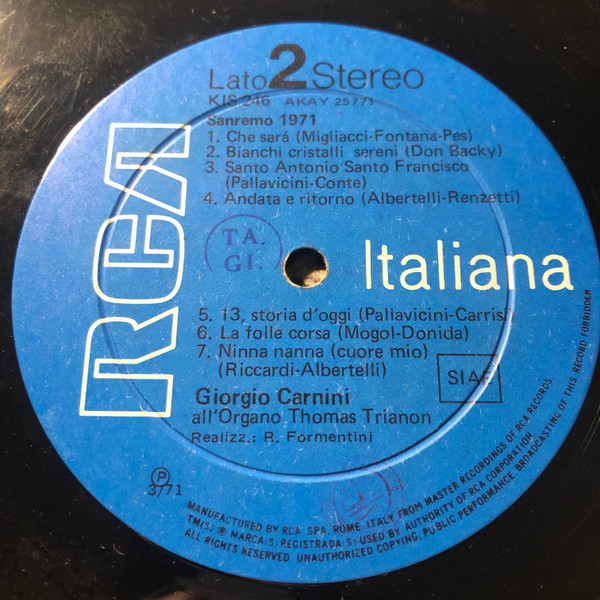 Lato 2 Stereo
KIS 246 AKAY 25771
Sanremo 1971
1. Che sará (Migliacci-Fontana-Pes)
2. Bianchi cristalli sereni (Don Backy)
3. Santo Antonio Santo Francisco
(Pallavicini-Conte)
4. Andata e ritorno (Albertelli-Renzetti)
RCA
TA.
GI.
Italiana
5. 13, storia d'oggi (Pallavicini-Carrisi)
6. La folle corsa (Mogol-Donida)
7. Ninna nanna (cuore mio)
(Riccardi-Albertelli)
SIAE
Giorgio Carnini
all'Organo Thomas Trianon
Realizz.: R. Formentini
Ⓟ
3/71
MANUFACTURED BY RCA SPA, ROME, ITALY, FROM MASTER RECORDINGS OF RCA RECORDS.
TM(S) ® MARCA(S) REGISTRADA(S) USED BY AUTHORITY OF RCA CORPORATION.
ALL RIGHTS RESERVED. UNAUTHORIZED COPYING, PUBLIC PERFORMANCE, BROADCASTING OF THIS RECORD FORBIDDEN